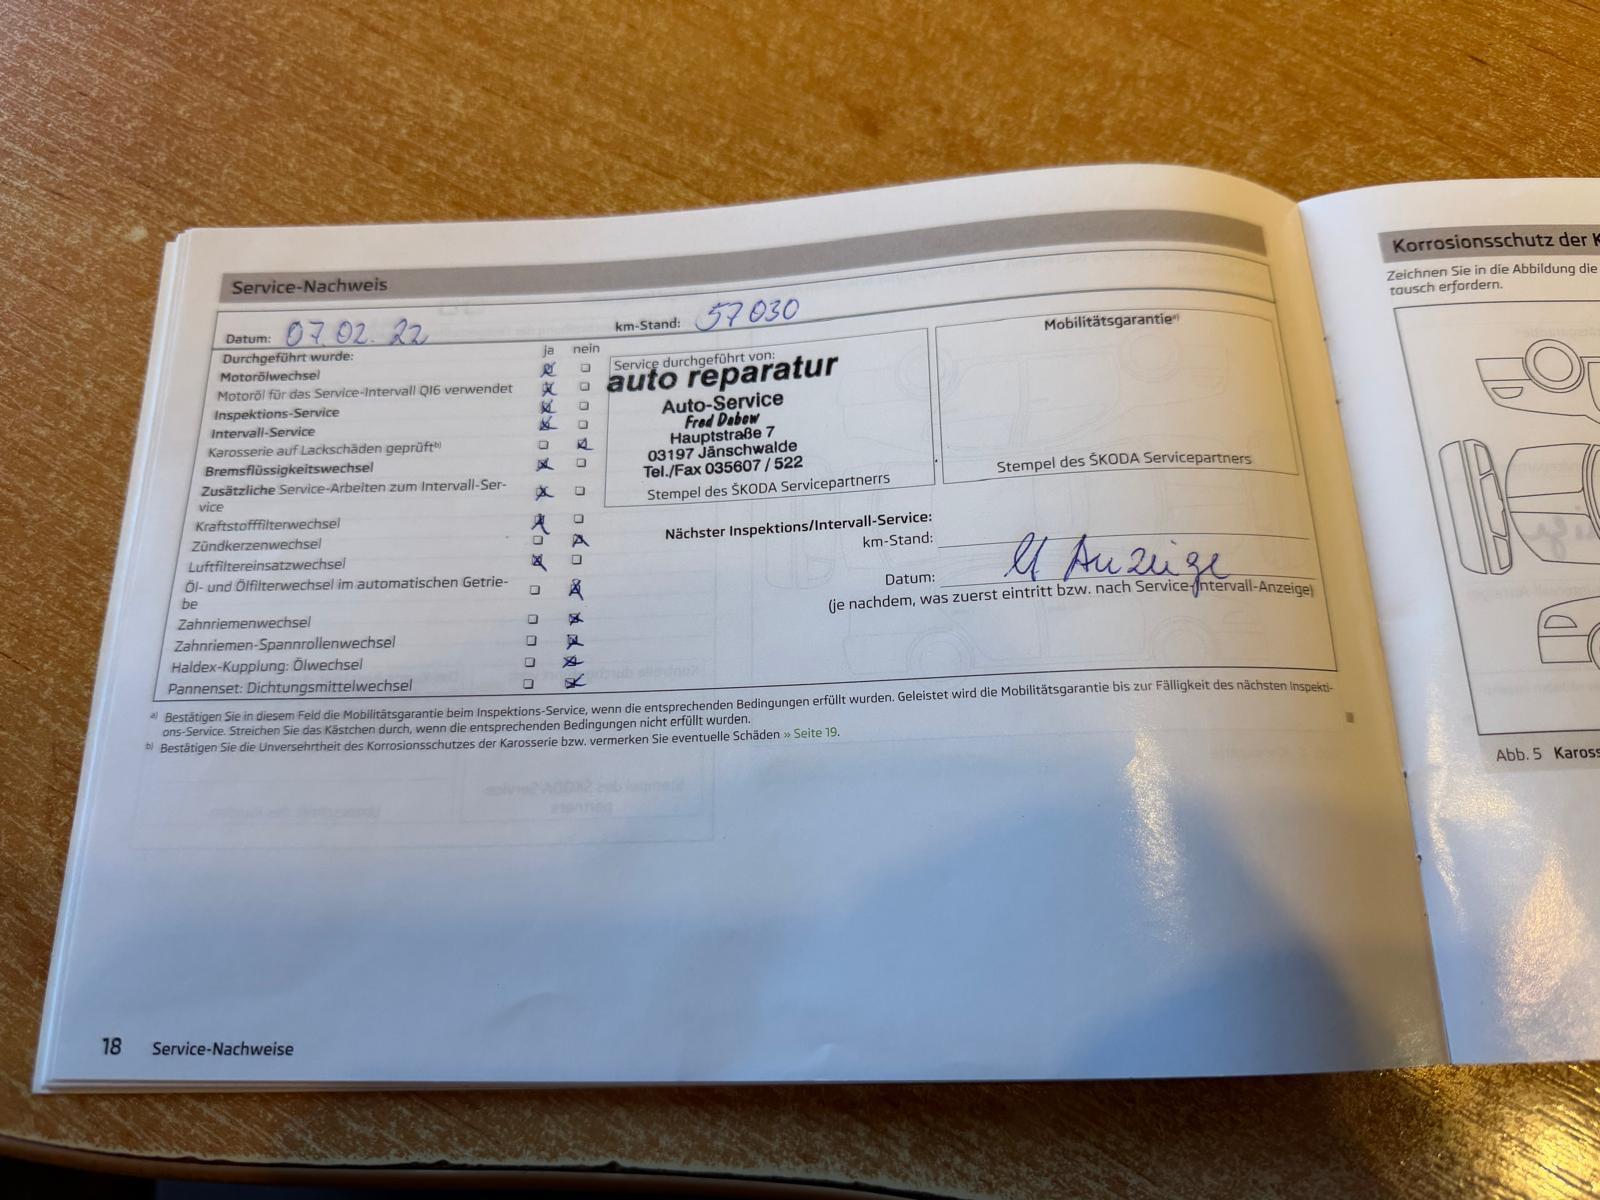 Service-Nachweis
Datum: 07.02.22 km-Stand: 57030
Durchgeführt wurde: ja nein
Motorölwechsel
Motoröl für das Service-Intervall QI6 verwendet
Inspektions-Service
Intervall-Service
Karosserie auf Lackschäden geprüft b)
Bremsflüssigkeitswechsel
Zusätzliche Service-Arbeiten zum Intervall-Ser-
vice
Kraftstofffilterwechsel
Zündkerzenwechsel
Luftfiltereinsatzwechsel
Öl- und Ölfilterwechsel im automatischen Getrie-
be
Zahnriemenwechsel
Zahnriemen-Spannrollenwechsel
Haldex-Kupplung: Ölwechsel
Pannenset: Dichtungsmittelwechsel
Service durchgeführt von:
auto reparatur
Auto-Service
Fred Dabow
Hauptstraße 7
03197 Jänschwalde
Tel./Fax 035607 / 522
Stempel des ŠKODA Servicepartnerrs
Mobilitätsgarantie a)
Stempel des ŠKODA Servicepartners
Nächster Inspektions/Intervall-Service:
km-Stand:
Datum: lt Anzeige
(je nachdem, was zuerst eintritt bzw. nach Service-Intervall-Anzeige)
a) Bestätigen Sie in diesem Feld die Mobilitätsgarantie beim Inspektions-Service, wenn die entsprechenden Bedingungen erfüllt wurden. Geleistet wird die Mobilitätsgarantie bis zur Fälligkeit des nächsten Inspekti-
ons-Service. Streichen Sie das Kästchen durch, wenn die entsprechenden Bedingungen nicht erfüllt wurden.
b) Bestätigen Sie die Unversehrtheit des Korrosionsschutzes der Karosserie bzw. vermerken Sie eventuelle Schäden » Seite 19.
18 Service-Nachweise
Korrosionsschutz der K
Zeichnen Sie in die Abbildung die
tausch erfordern.
Abb. 5 Kaross